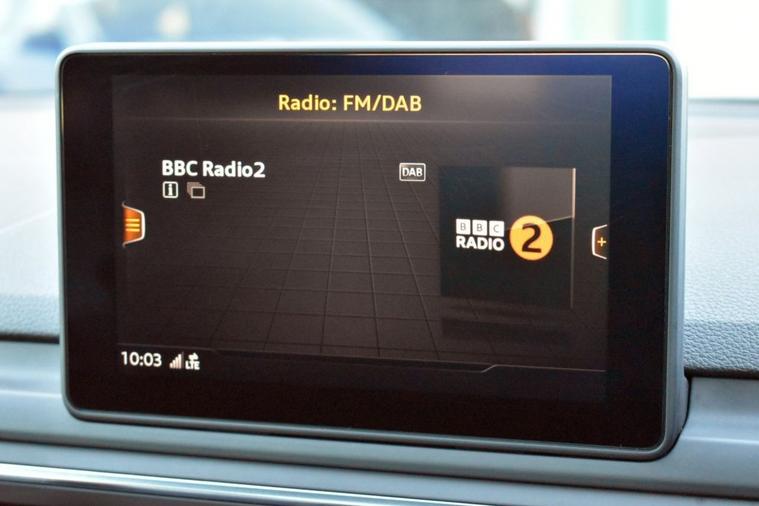 Radio: FM/DAB
BBC Radio2
DAB
BBC
RADIO 2
10:03 LTE